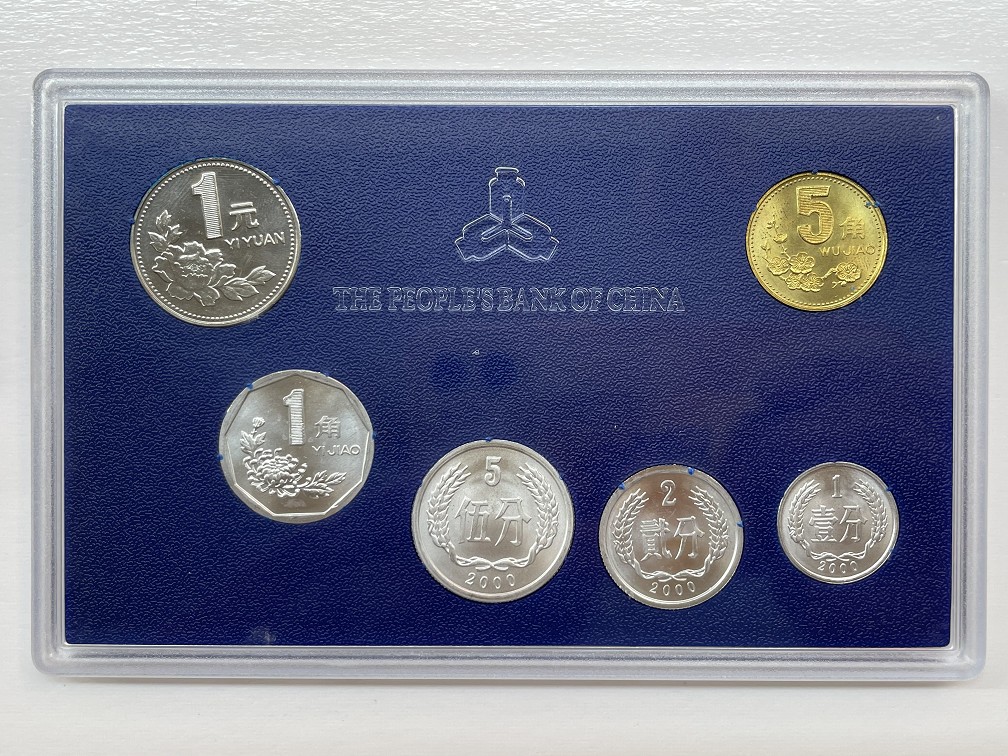 1元
YI YUAN
5角
WU JIAO
THE PEOPLE'S BANK OF CHINA
1角
YI JIAO
5
伍分
2000
2
贰分
2000
1
壹分
2000